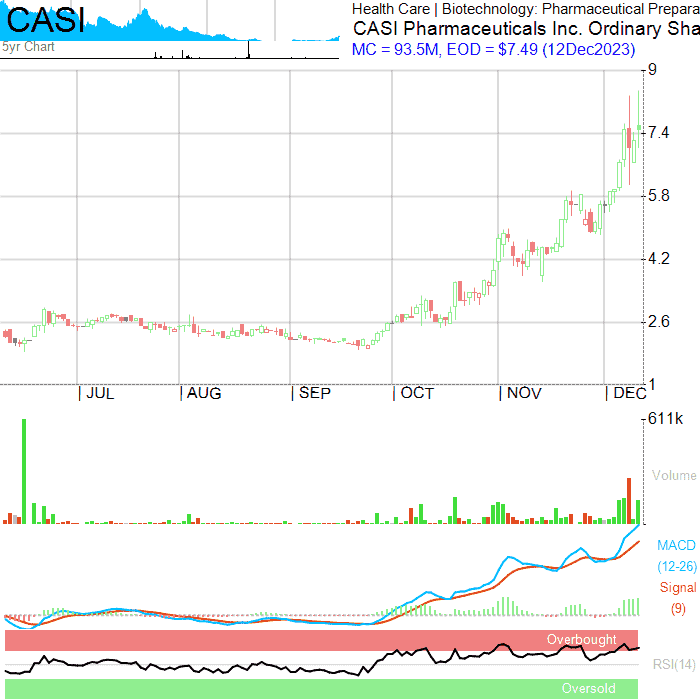 CASI
5yr Chart
Health Care | Biotechnology: Pharmaceutical Prepara
CASI Pharmaceuticals Inc. Ordinary Sha
MC = 93.5M, EOD = $7.49 (12Dec2023)
9
7.4
5.8
4.2
2.6
1
| JUL | AUG | SEP | OCT | NOV | DEC
611k
Volume
MACD
(12-26)
Signal
(9)
Overbought
RSI(14)
Oversold